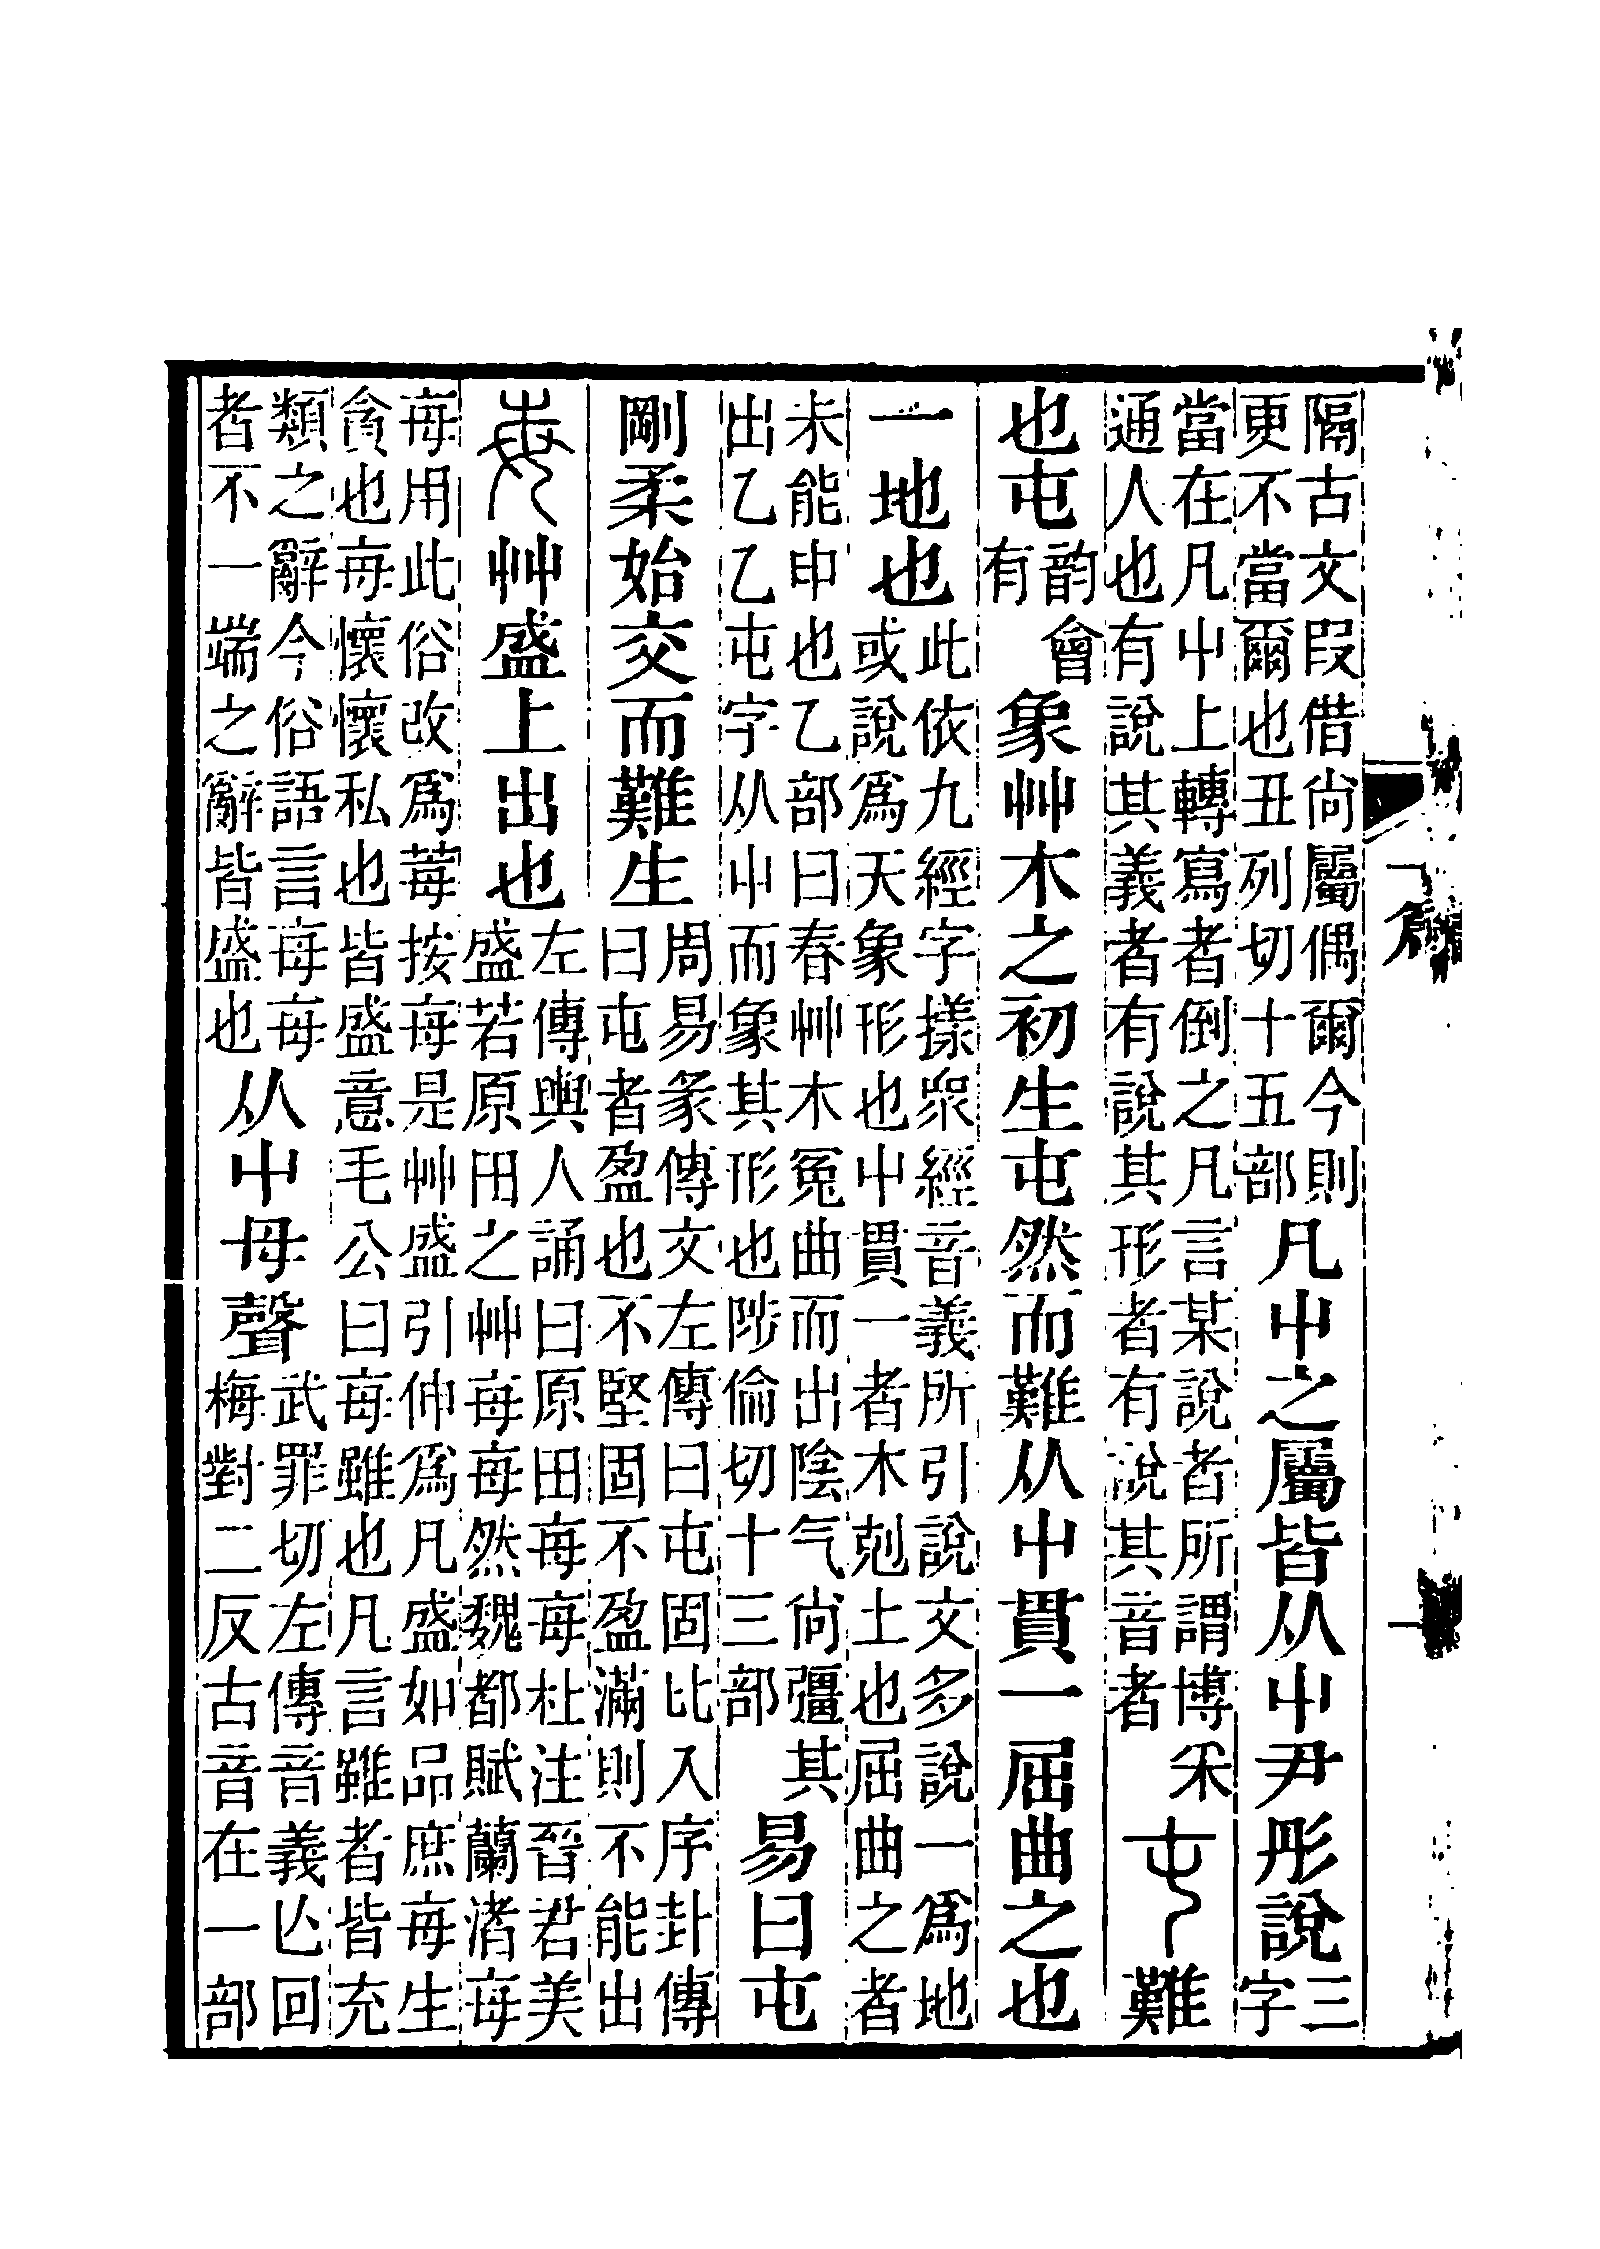 隔古文叚借尙屬偶爾今則
更不當爾也丑列切十五部
凡屮之屬皆从屮尹彤說
三
字
當在凡屮上轉寫者倒之凡言某說者所謂博采
通人也有說其義者有說其形者有說其音者
屯難
也屯
韵會
有
象艸木之初生屯然而難从屮貫一屈曲之也
一地也
此依九經字㨾眾經音義所引說文多說一爲地
或說爲天象形也屮貫一者木剋土也屈曲之者
未能申也乙部曰春艸木冤曲而出陰气尙彊其
出乙乙屯字从屮而象其形也陟倫切十三部
易曰屯
剛柔始交而難生
周易彖傳文左傳曰屯固比入序卦傳
曰屯者盈也不堅固不盈滿則不能出
每艸盛上出也
左傳輿人誦曰原田每每杜注晉君美
盛若原田之艸每每然魏都賦蘭渚每
每用此俗改爲莓按每是艸盛引伸爲凡盛如品庶每生
貪也每懷懷私也皆盛意毛公曰每雖也凡言雖者皆充
類之辭今俗語言每每
者不一端之辭皆盛也
从屮母聲
武罪切左傳音義亡回
梅對二反古音在一部